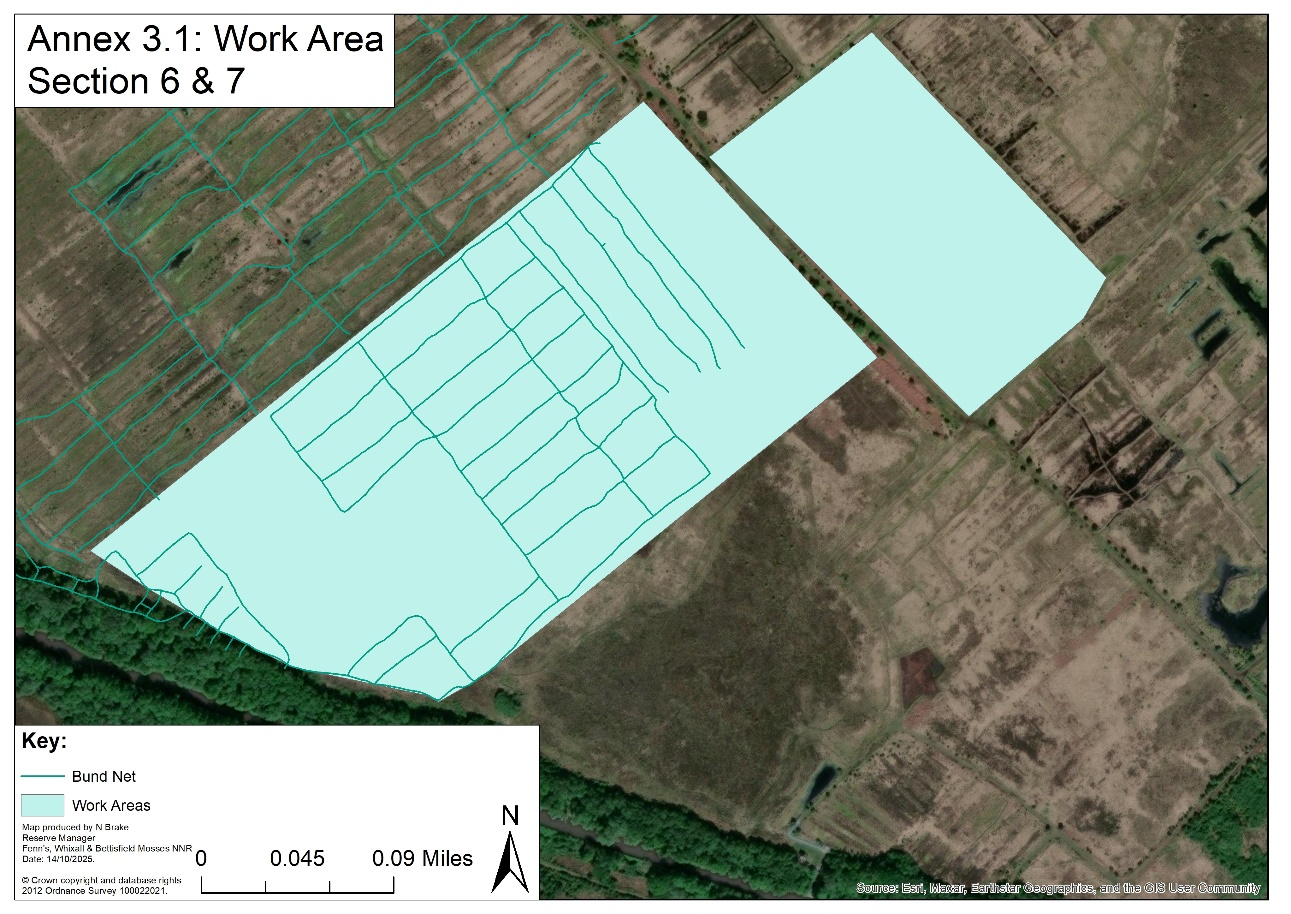 Annex 3.1: Work Area
Section 6 & 7
Key:
Bund Net
Work Areas
Map produced by N Brake
Reserve Manager
Fenn's, Whixall & Bettisfield Mosses NNR
Date: 14/10/2025.
© Crown copyright and database rights
2012 Ordnance Survey 100022021.
0 0.045 0.09 Miles
N
Source: Esri, Maxar, Earthstar Geographics, and the GIS User Community